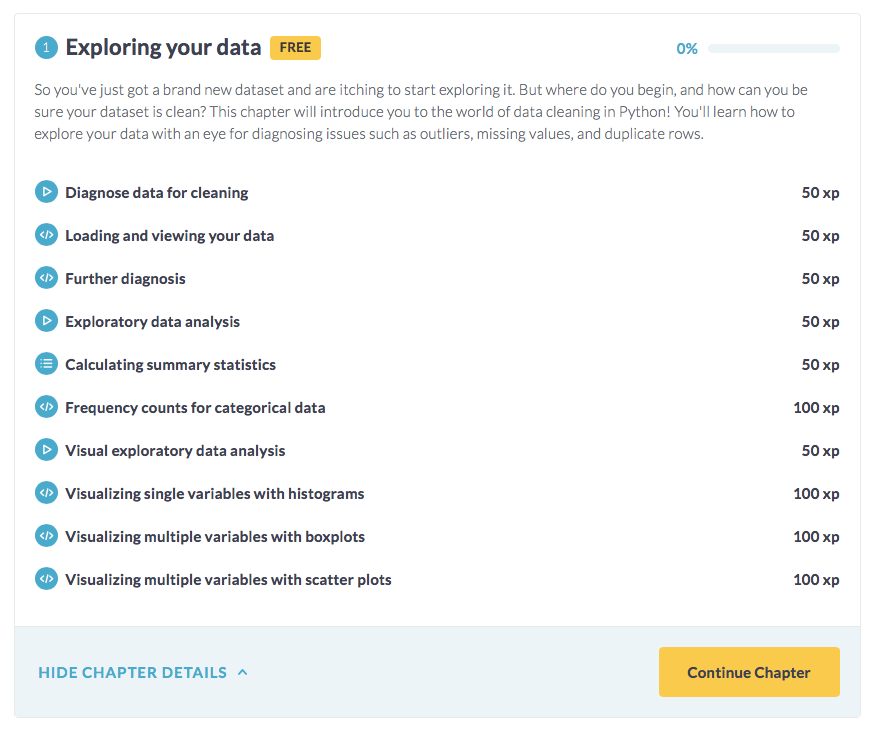 1 Exploring your data FREE 0%
So you've just got a brand new dataset and are itching to start exploring it. But where do you begin, and how can you be
sure your dataset is clean? This chapter will introduce you to the world of data cleaning in Python! You'll learn how to
explore your data with an eye for diagnosing issues such as outliers, missing values, and duplicate rows.
Diagnose data for cleaning 50 xp
Loading and viewing your data 50 xp
Further diagnosis 50 xp
Exploratory data analysis 50 xp
Calculating summary statistics 50 xp
Frequency counts for categorical data 100 xp
Visual exploratory data analysis 50 xp
Visualizing single variables with histograms 100 xp
Visualizing multiple variables with boxplots 100 xp
Visualizing multiple variables with scatter plots 100 xp
HIDE CHAPTER DETAILS Continue Chapter